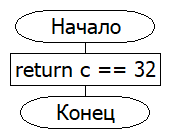 Начало
return c == 32
Конец